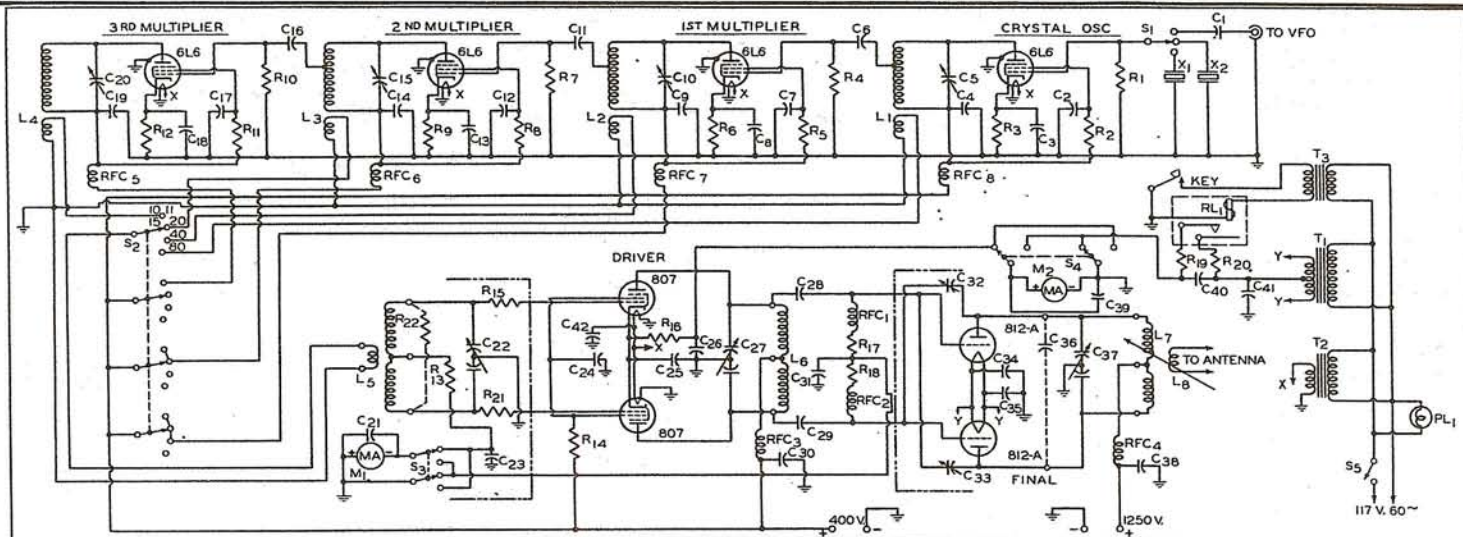 3RD MULTIPLIER C16 2ND MULTIPLIER C11 1ST MULTIPLIER C6 CRYSTAL OSC S1 C1 TO VFO
6L6 6L6 6L6 6L6
C20 R10 C15 R7 C10 R4 C5 R1 X1 X2
C19 X C17 C14 X C12 C9 X C7 C4 X C2
L4 R12 C18 R11 L3 R9 C13 R8 L2 R6 C8 R5 L1 R3 C3 R2
RFC5 RFC6 RFC7 RFC8
KEY T3
RL1
10, 11
15 20
S2 40
80
DRIVER
807
M2 MA S4
R19 R20 C40 C41 Y Y T1
C39
R15 C28 C32
R22 C22 C42 R16 C26 C27 RFC1 812-A
X R17 C36 C37 L7 TO ANTENNA
R13 C24 C25 L6 C31 R18 C34 L8 X T2
L5 R21 RFC2 C35 Y Y
C21 807 C29 812-A PL1
MA R14 RFC3 RFC4
M1 S3 C23 C30 C33 FINAL C38 S5
+ 400V. - - 1250V. + 117 V. 60~